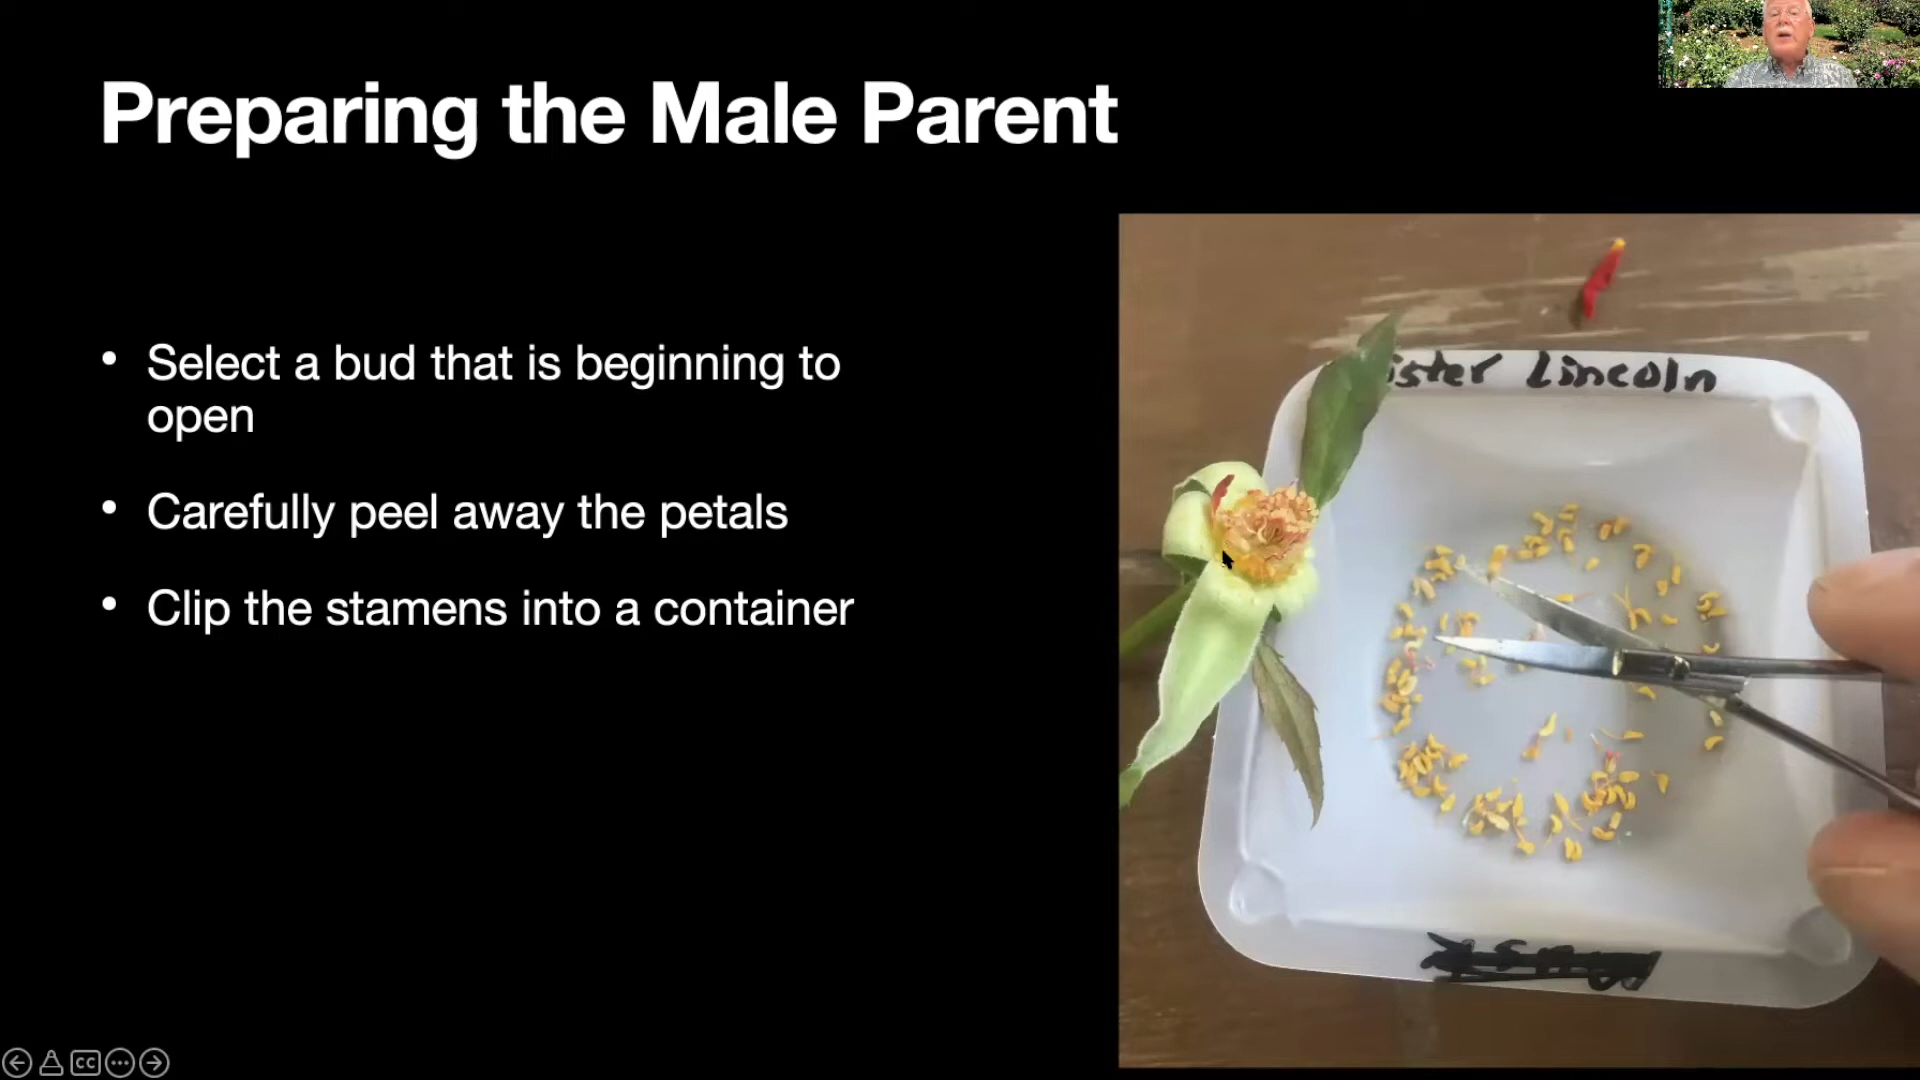 Preparing the Male Parent
• Select a bud that is beginning to
open
• Carefully peel away the petals
• Clip the stamens into a container
ister Lincoln
CC